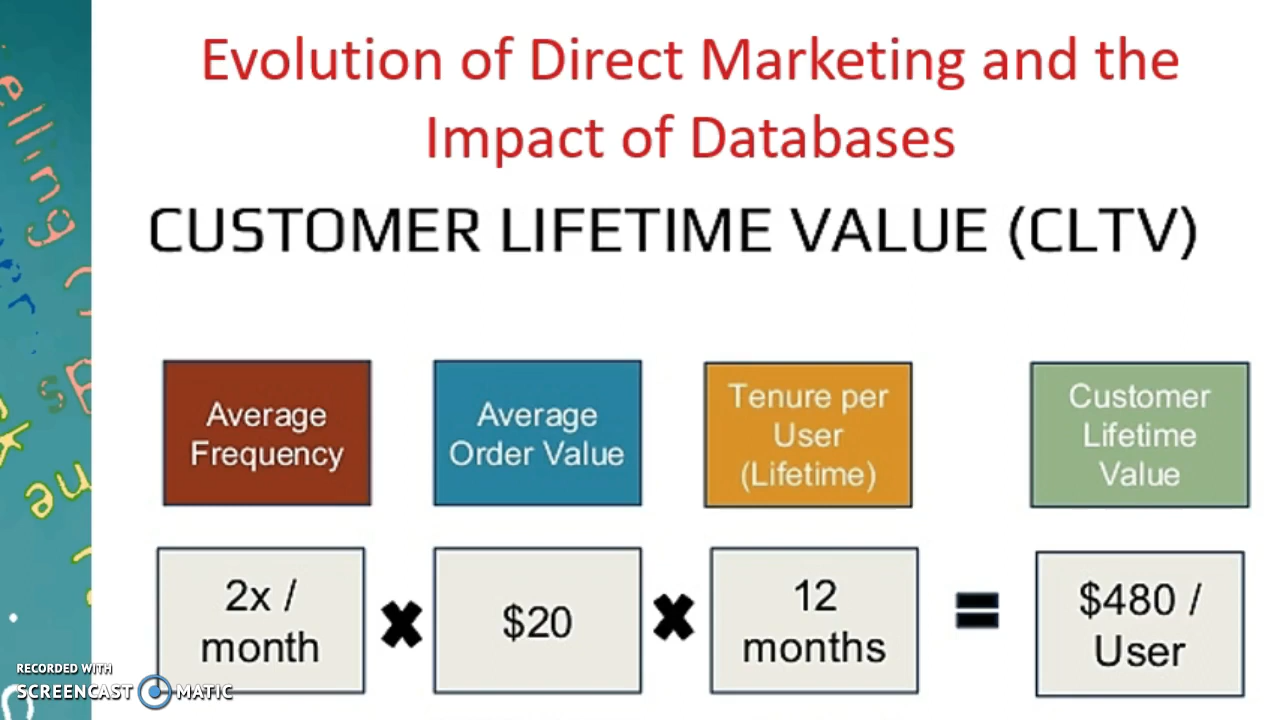 Evolution of Direct Marketing and the
Impact of Databases
CUSTOMER LIFETIME VALUE (CLTV)
Average
Frequency
Average
Order Value
Tenure per
User
(Lifetime)
Customer
Lifetime
Value
2x /
month
$20
12
months
$480 /
User
RECORDED WITH
SCREENCAST MATIC
elling